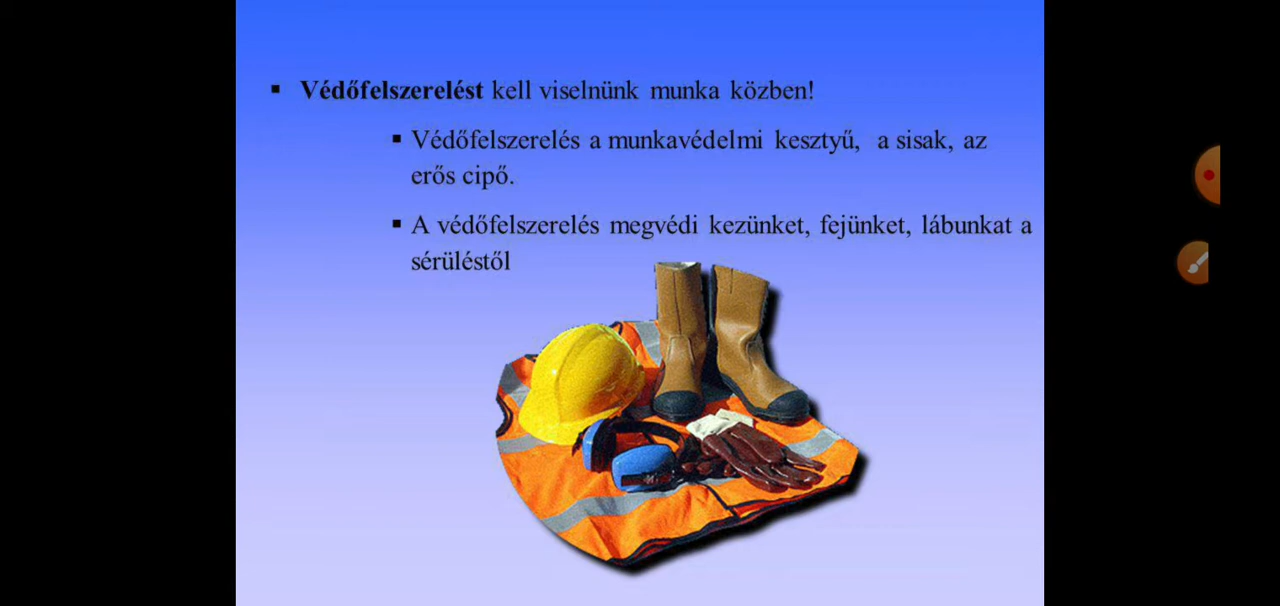 ▪ Védőfelszerelést kell viselnünk munka közben!
▪ Védőfelszerelés a munkavédelmi kesztyű, a sisak, az
erős cipő.
▪ A védőfelszerelés megvédi kezünket, fejünket, lábunkat a
sérüléstől